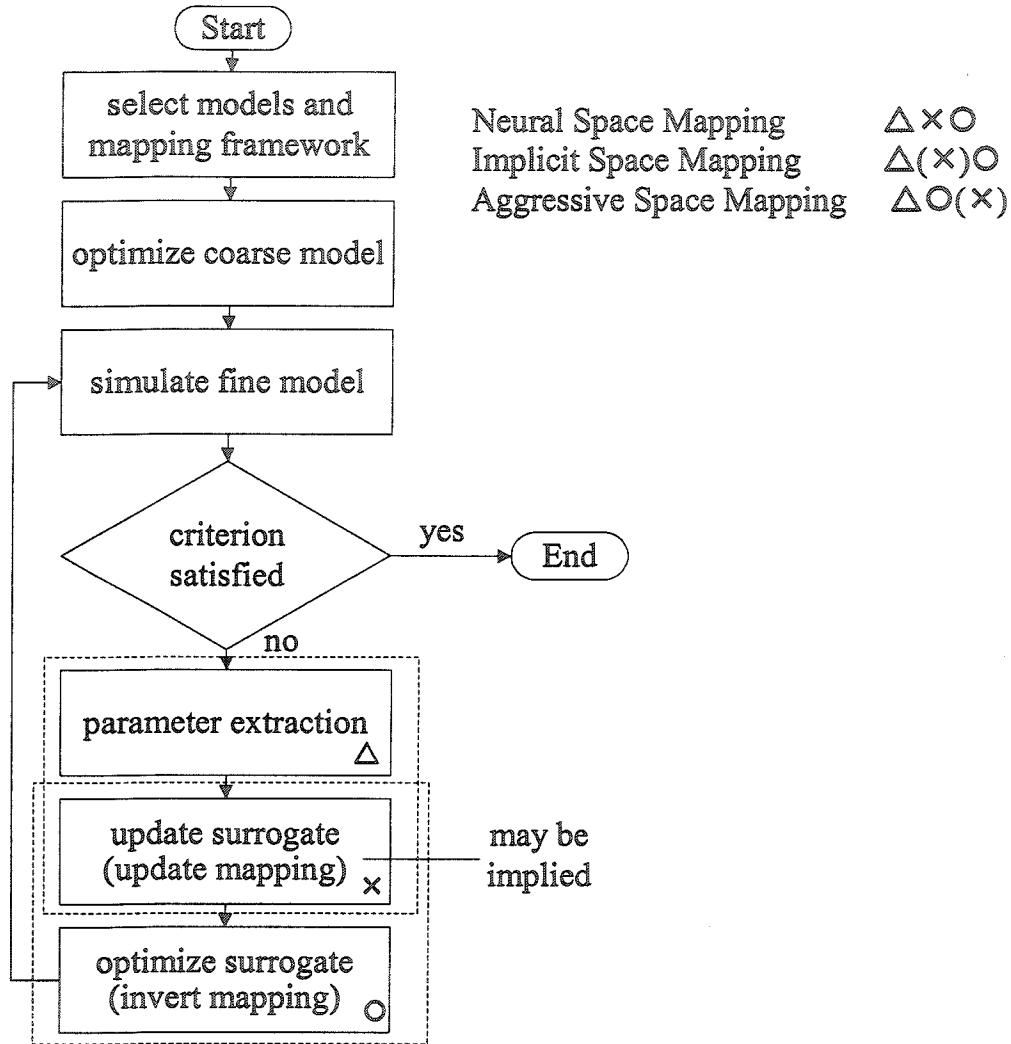 Start
select models and
mapping framework
optimize coarse model
simulate fine model
criterion
satisfied
yes
End
no
parameter extraction
△
update surrogate
(update mapping)
×
may be
implied
optimize surrogate
(invert mapping)
○
Neural Space Mapping △×○
Implicit Space Mapping △(×)○
Aggressive Space Mapping △○(×)